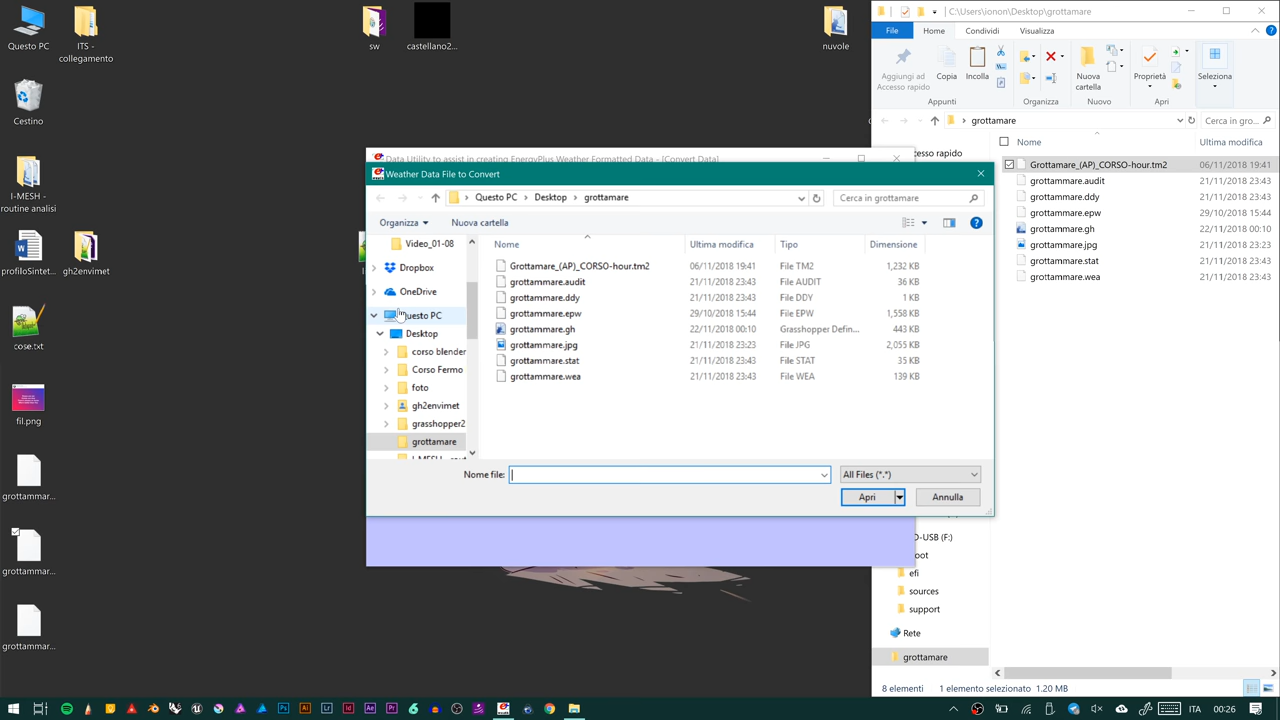 Questo PC
ITS -
collegamento
sw
castellano2...
nuvole
Cestino
I-MESH -
routine analisi
profiloSintet...
gh2envimet
cose.txt
fil.png
grottammar...
grottammar...
grottammar...
C:\Users\ionon\Desktop\grottamare
File
Home
Condividi
Visualizza
Aggiungi ad
Accesso rapido
Copia
Incolla
Nuova
cartella
Proprietà
Seleziona
Appunti
Organizza
Nuovo
Apri
grottamare
Cerca in gro...
Nome
Ultima modifica
cesso rapido
Grottamare_(AP)_CORSO-hour.tm2 06/11/2018 19:41
grottammare.audit 21/11/2018 23:43
grottammare.ddy 21/11/2018 23:43
grottammare.epw 29/10/2018 15:44
grottammare.gh 22/11/2018 00:10
grottammare.jpg 21/11/2018 23:23
grottammare.stat 21/11/2018 23:43
grottammare.wea 21/11/2018 23:43
Data Utility to assist in creating EnergyPlus Weather Formatted Data - [Convert Data]
Weather Data File to Convert
Questo PC Desktop grottamare
Cerca in grottamare
Organizza
Nuova cartella
Video_01-08
Dropbox
OneDrive
Questo PC
Desktop
corso blender
Corso Fermo
foto
gh2envimet
grasshopper2
grottamare
Nome Ultima modifica Tipo Dimensione
Grottamare_(AP)_CORSO-hour.tm2 06/11/2018 19:41 File TM2 1,232 KB
grottammare.audit 21/11/2018 23:43 File AUDIT 36 KB
grottammare.ddy 21/11/2018 23:43 File DDY 1 KB
grottammare.epw 29/10/2018 15:44 File EPW 1,558 KB
grottammare.gh 22/11/2018 00:10 Grasshopper Defin... 443 KB
grottammare.jpg 21/11/2018 23:23 File JPG 2,055 KB
grottammare.stat 21/11/2018 23:43 File STAT 35 KB
grottammare.wea 21/11/2018 23:43 File WEA 139 KB
Nome file:
All Files (*.*)
Apri
Annulla
D-USB (F:)
oot
efi
sources
support
Rete
grottamare
8 elementi 1 elemento selezionato 1.20 MB
Ps
Ai
Lr
Id
Ae
Pr
6
ITA
00:26